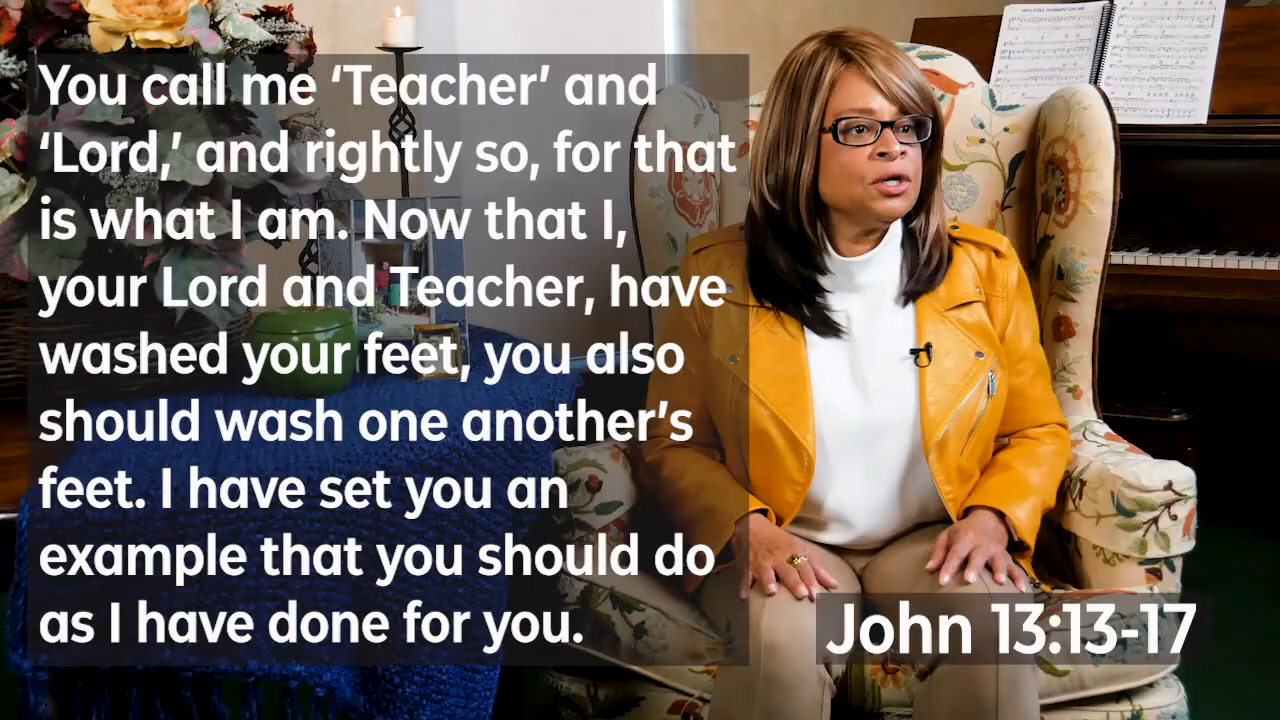 You call me ‘Teacher’ and
‘Lord,’ and rightly so, for that
is what I am. Now that I,
your Lord and Teacher, have
washed your feet, you also
should wash one another’s
feet. I have set you an
example that you should do
as I have done for you.
John 13:13-17